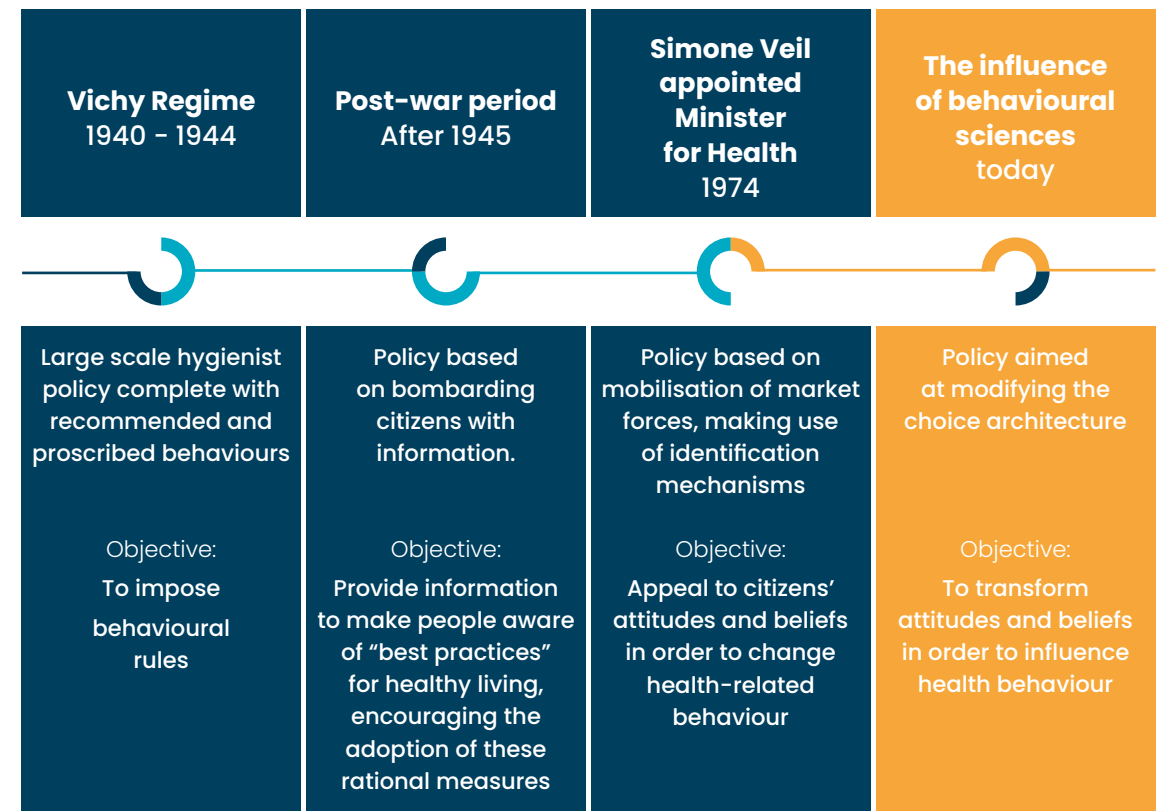 Vichy Regime
1940 - 1944
Post-war period
After 1945
Simone Veil
appointed
Minister
for Health
1974
The influence
of behavioural
sciences
today
Large scale hygienist
policy complete with
recommended and
proscribed behaviours
Objective:
To impose
behavioural
rules
Policy based
on bombarding
citizens with
information.
Objective:
Provide information
to make people aware
of “best practices”
for healthy living,
encouraging the
adoption of these
rational measures
Policy based on
mobilisation of market
forces, making use
of identification
mechanisms
Objective:
Appeal to citizens’
attitudes and beliefs
in order to change
health-related
behaviour
Policy aimed
at modifying the
choice architecture
Objective:
To transform
attitudes and beliefs
in order to influence
health behaviour